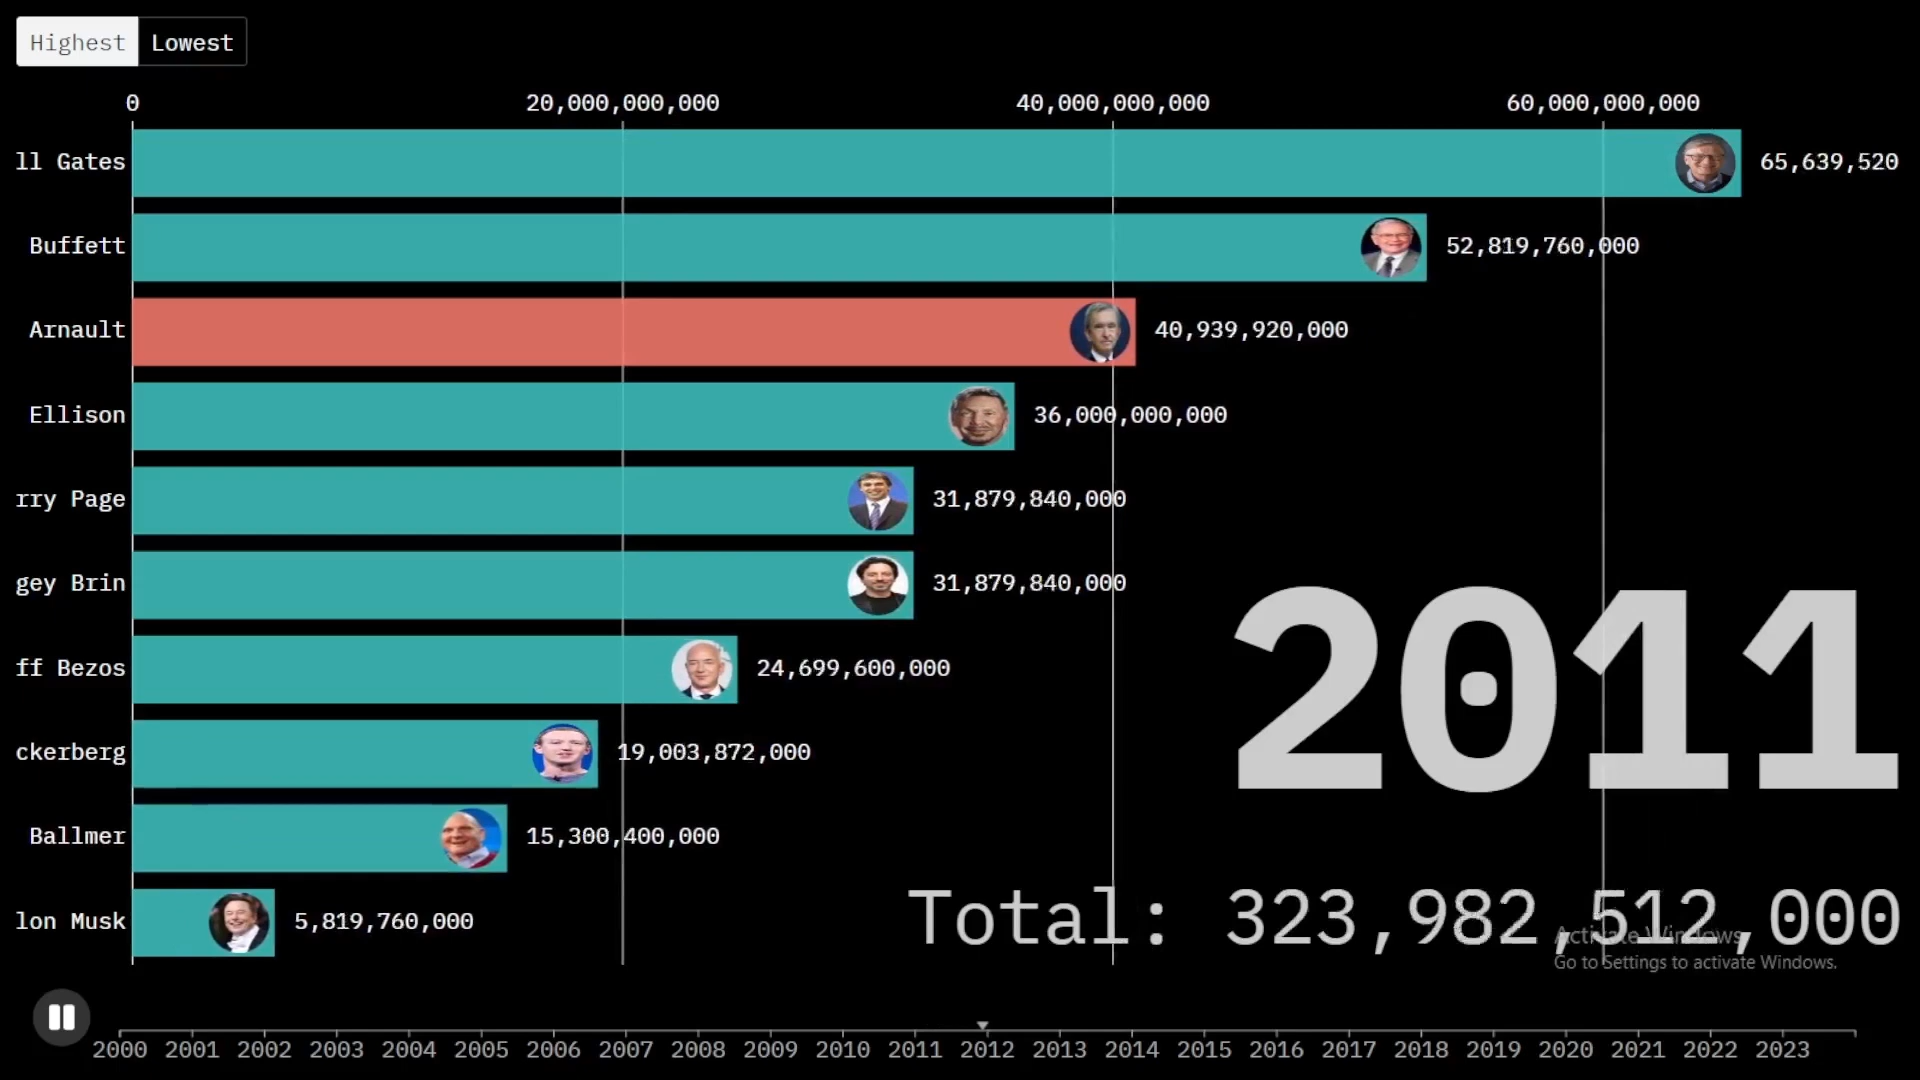 Highest Lowest
0 20,000,000,000 40,000,000,000 60,000,000,000
ll Gates 65,639,520
Buffett 52,819,760,000
Arnault 40,939,920,000
Ellison 36,000,000,000
rry Page 31,879,840,000
gey Brin 31,879,840,000
ff Bezos 24,699,600,000
ckerberg 19,003,872,000
Ballmer 15,300,400,000
lon Musk 5,819,760,000
2011
Total: 323,982,512,000
Activate Windows
Go to Settings to activate Windows.
2000 2001 2002 2003 2004 2005 2006 2007 2008 2009 2010 2011 2012 2013 2014 2015 2016 2017 2018 2019 2020 2021 2022 2023